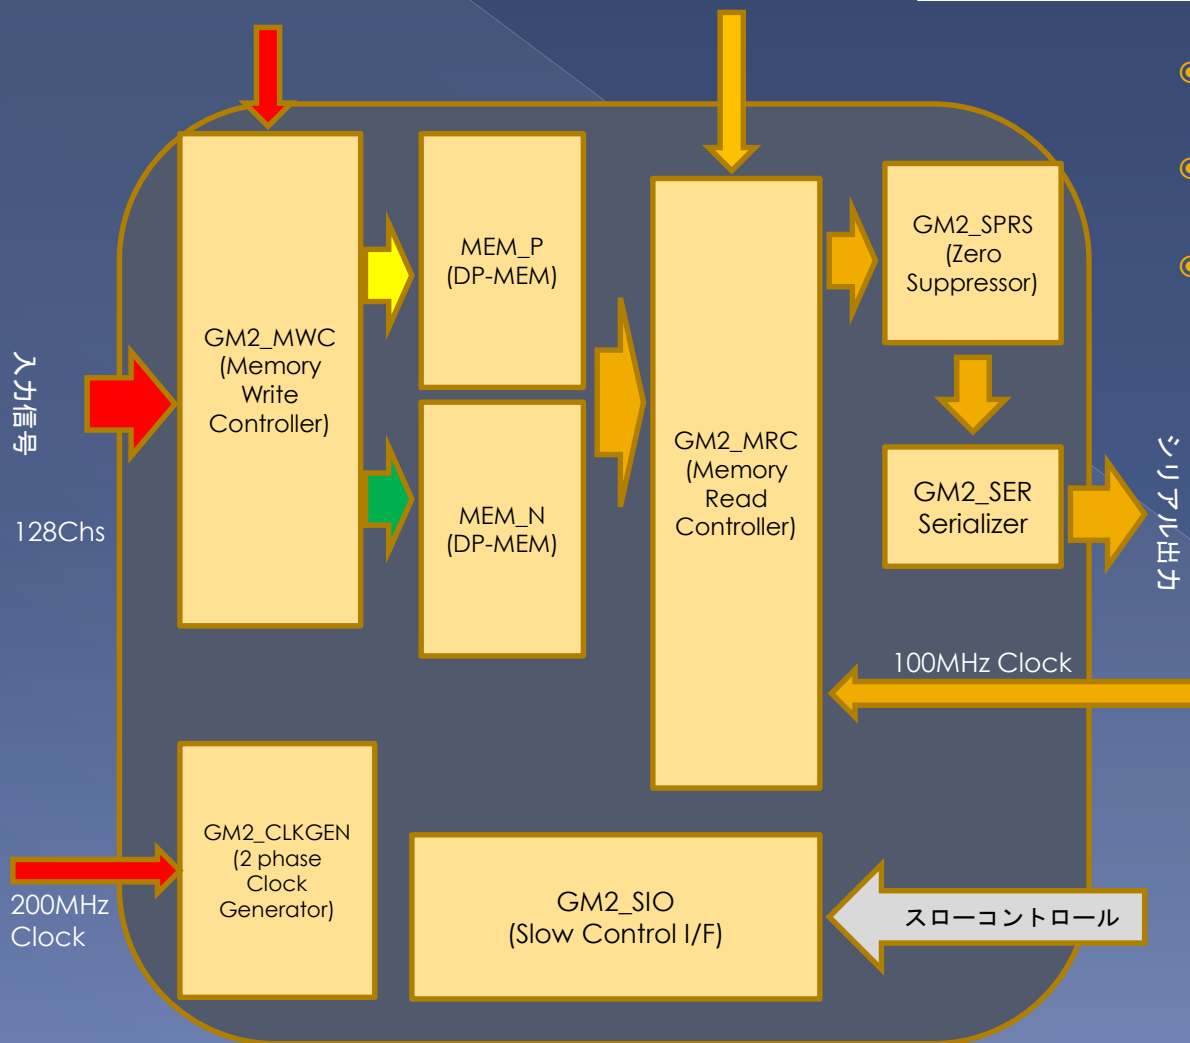 入力信号
128Chs
GM2_MWC
(Memory
Write
Controller)
MEM_P
(DP-MEM)
MEM_N
(DP-MEM)
GM2_MRC
(Memory
Read
Controller)
GM2_SPRS
(Zero
Suppressor)
GM2_SER
Serializer
シリアル出力
100MHz Clock
200MHz
Clock
GM2_CLKGEN
(2 phase
Clock
Generator)
GM2_SIO
(Slow Control I/F)
スローコントロール